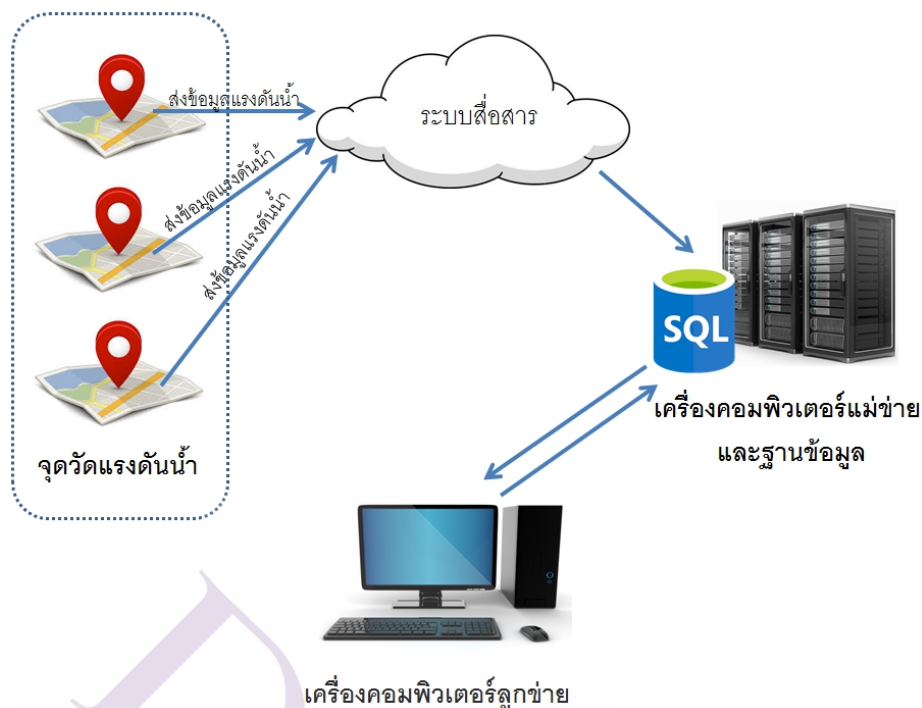 ส่งข้อมูลแรงดันน้ำ
ระบบสื่อสาร
ส่งข้อมูลแรงดันน้ำ
ส่งข้อมูลแรงดันน้ำ
จุดวัดแรงดันน้ำ
SQL
เครื่องคอมพิวเตอร์แม่ข่าย
และฐานข้อมูล
เครื่องคอมพิวเตอร์ลูกข่าย